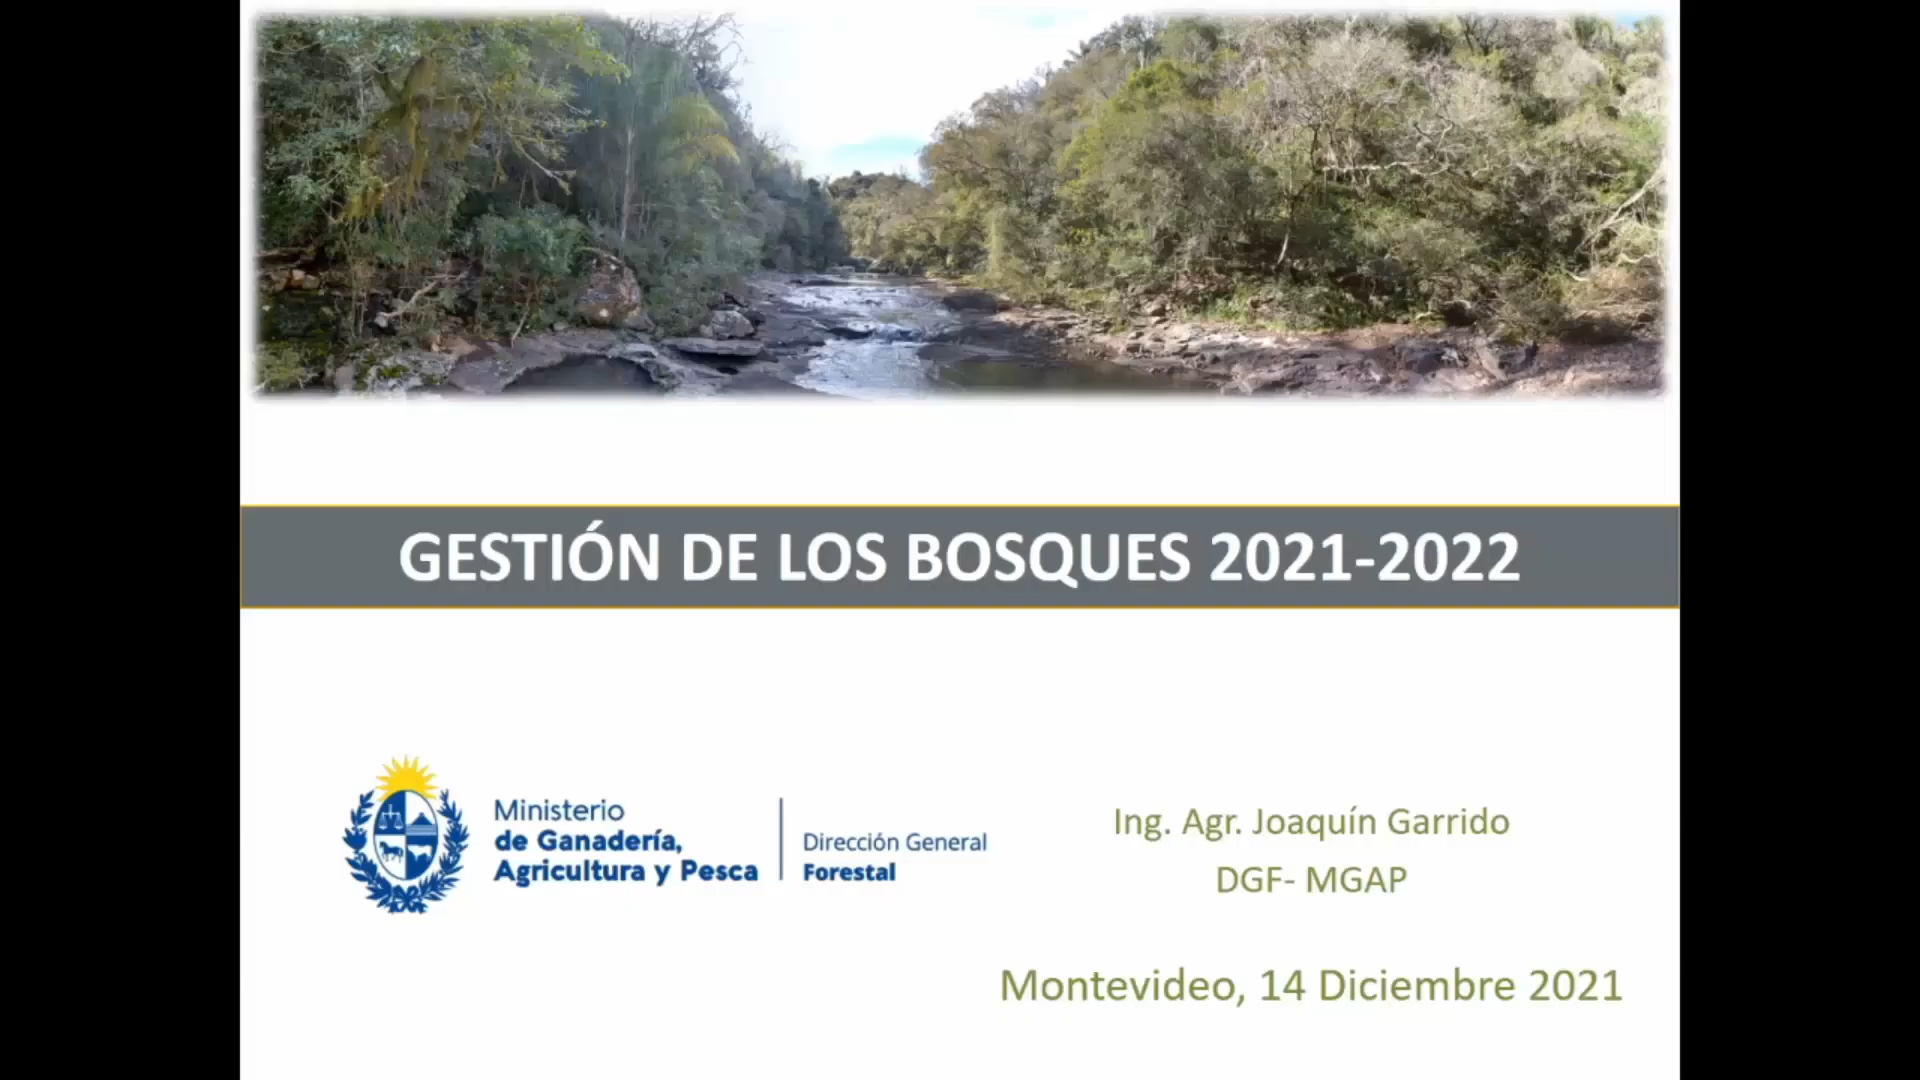 GESTIÓN DE LOS BOSQUES 2021-2022
Ministerio
de Ganadería,
Agricultura y Pesca
Dirección General
Forestal
Ing. Agr. Joaquín Garrido
DGF- MGAP
Montevideo, 14 Diciembre 2021